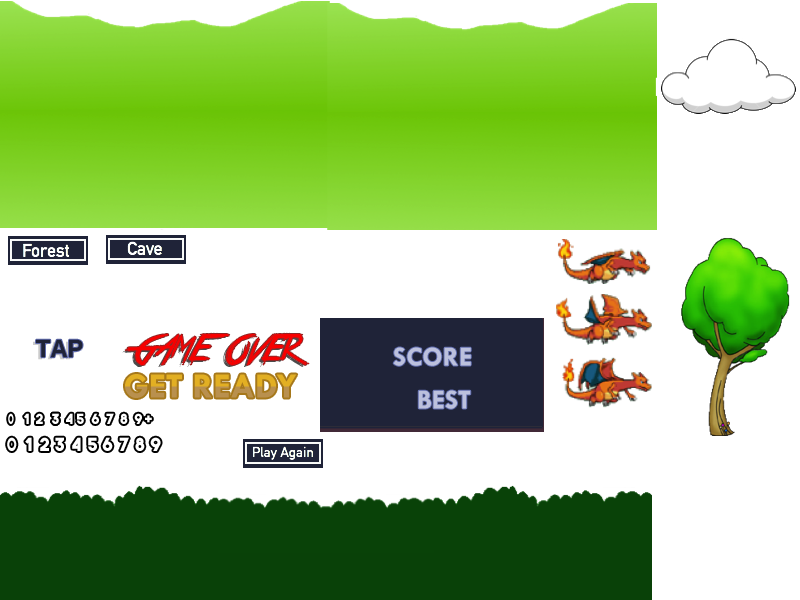 Forest
Cave
TAP
GAME OVER
GET READY
SCORE
BEST
0 1 2 3 4 5 6 7 8 9+
0 1 2 3 4 5 6 7 8 9
Play Again